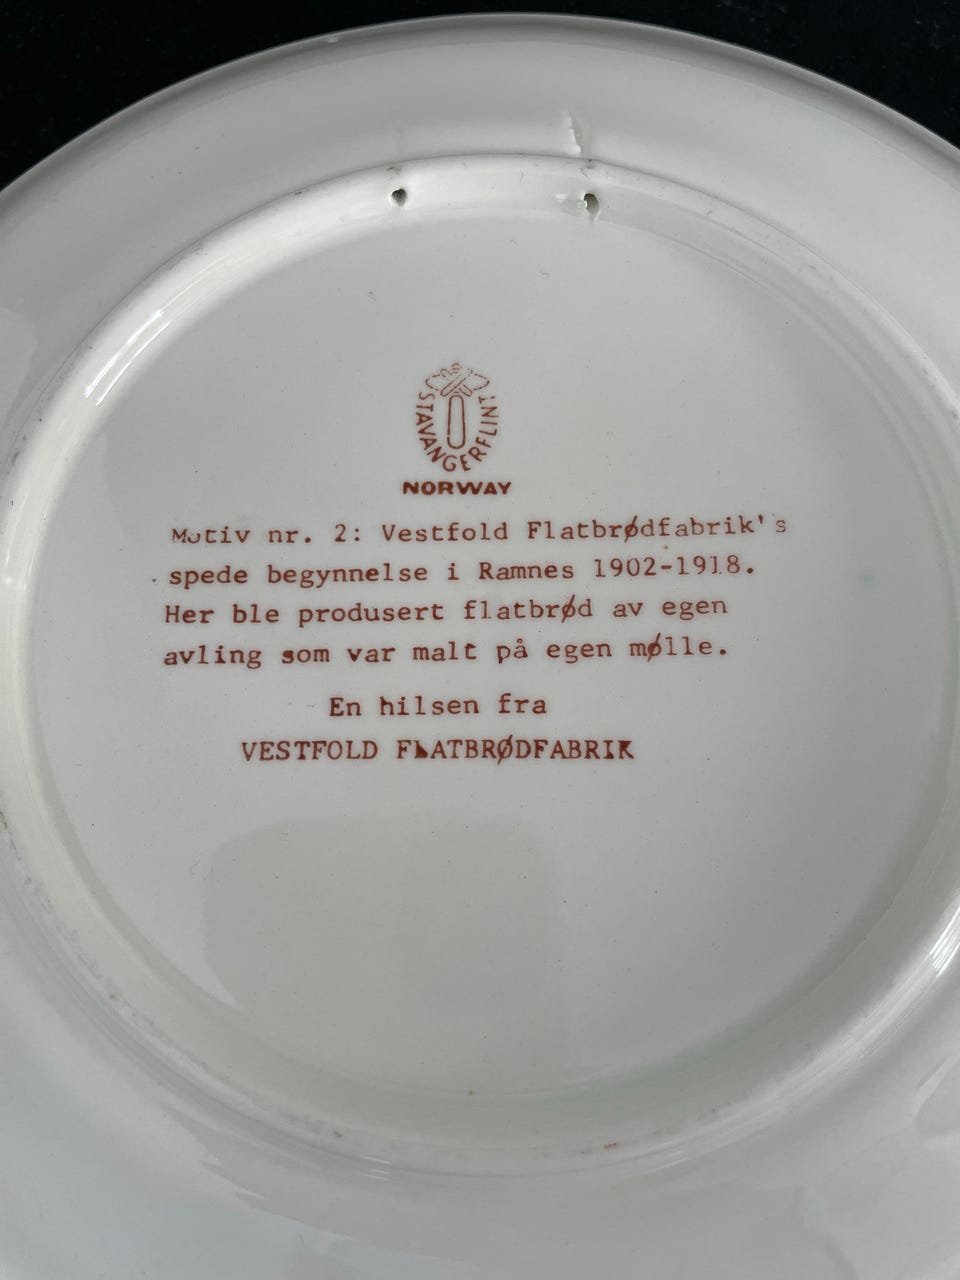 STAVANGERFLINT
NORWAY
Motiv nr. 2: Vestfold Flatbrødfabrik's
spede begynnelse i Ramnes 1902-1918.
Her ble produsert flatbrød av egen
avling som var malt på egen mølle.
En hilsen fra
VESTFOLD FLATBRØDFABRIK